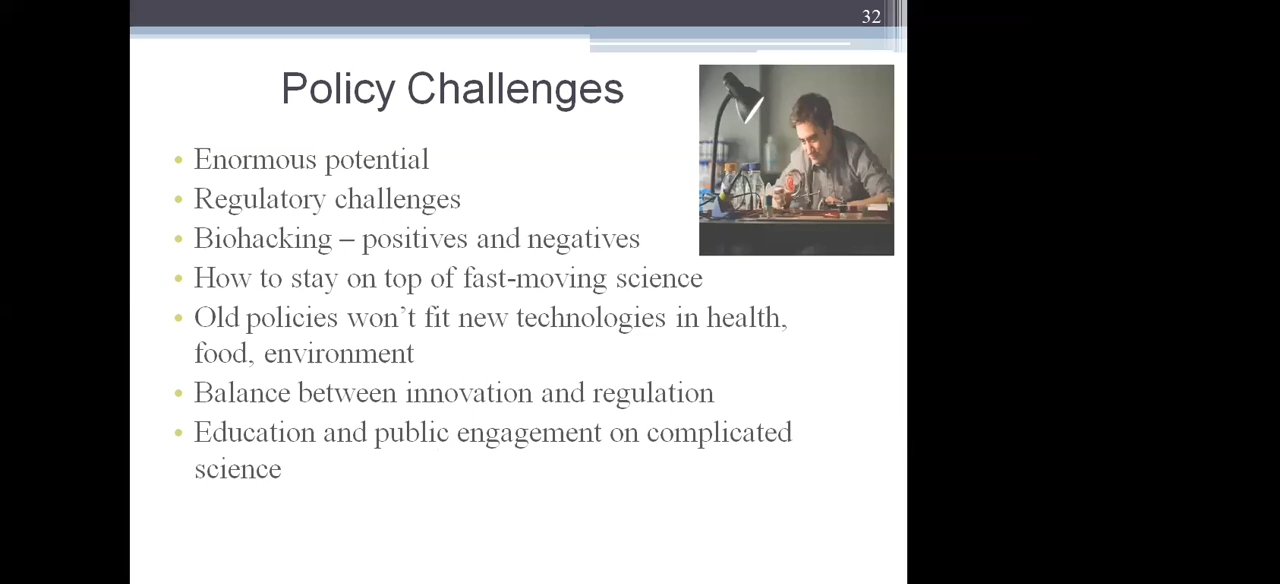 32
Policy Challenges
• Enormous potential
• Regulatory challenges
• Biohacking – positives and negatives
• How to stay on top of fast-moving science
• Old policies won’t fit new technologies in health,
food, environment
• Balance between innovation and regulation
• Education and public engagement on complicated
science